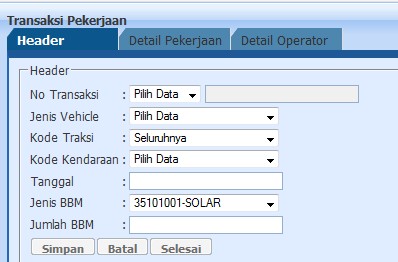 Transaksi Pekerjaan
Header Detail Pekerjaan Detail Operator
Header
No Transaksi : Pilih Data
Jenis Vehicle : Pilih Data
Kode Traksi : Seluruhnya
Kode Kendaraan : Pilih Data
Tanggal :
Jenis BBM : 35101001-SOLAR
Jumlah BBM :
Simpan Batal Selesai